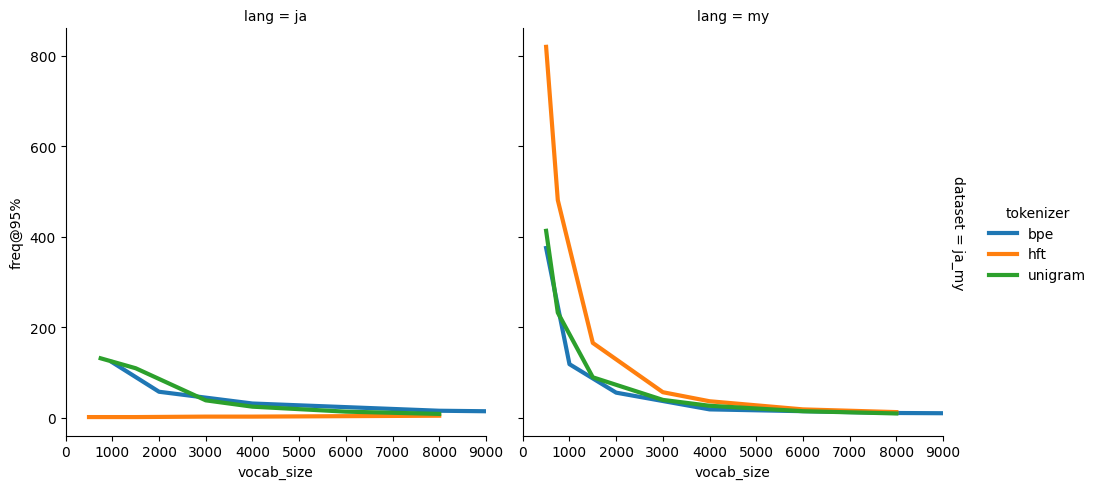 lang = ja
lang = my
800
600
400
200
0
freq@95%
0 1000 2000 3000 4000 5000 6000 7000 8000 9000
vocab_size
0 1000 2000 3000 4000 5000 6000 7000 8000 9000
vocab_size
dataset = ja_my
tokenizer
bpe
hft
unigram